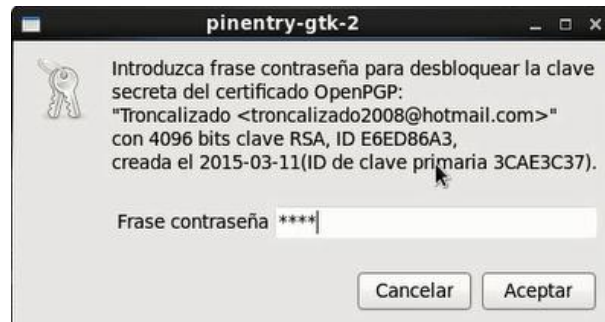 pinentry-gtk-2
Introduzca frase contraseña para desbloquear la clave
secreta del certificado OpenPGP:
"Troncalizado <troncalizado2008@hotmail.com>"
con 4096 bits clave RSA, ID E6ED86A3,
creada el 2015-03-11(ID de clave primaria 3CAE3C37).
Frase contraseña ****
Cancelar Aceptar